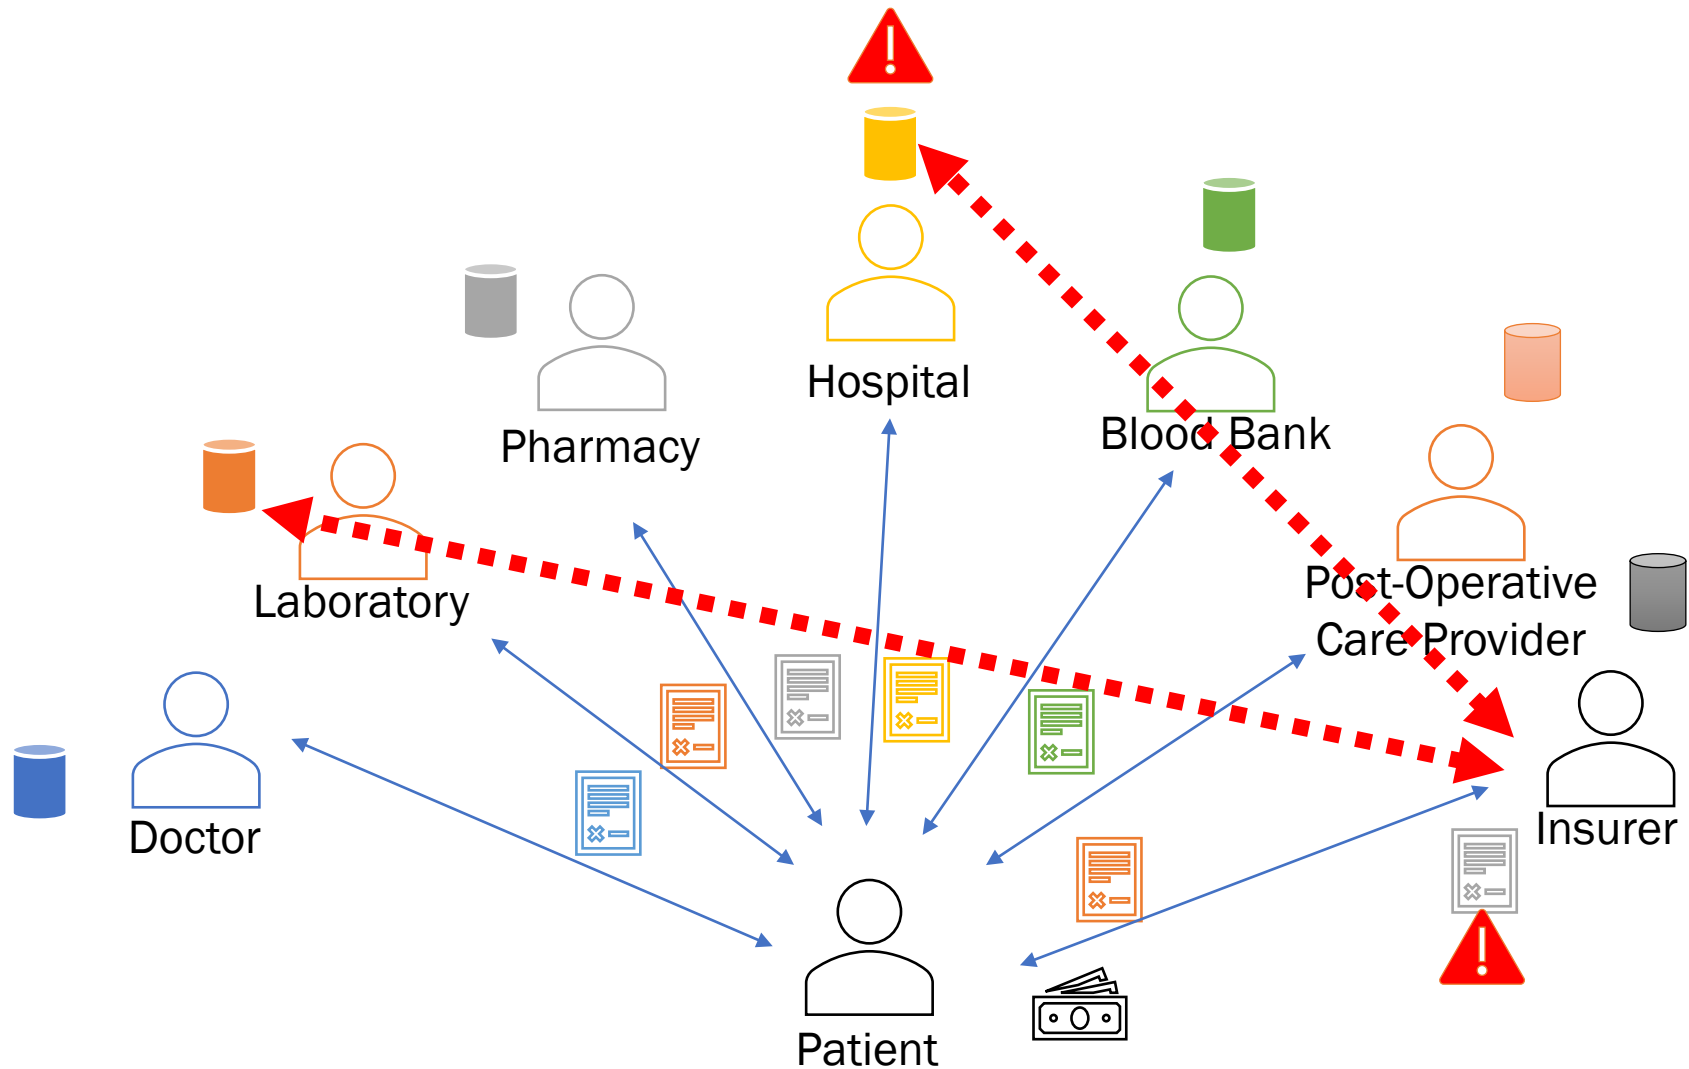 Hospital
Blood Bank
Pharmacy
Post-Operative
Care Provider
Laboratory
Doctor
Insurer
Patient